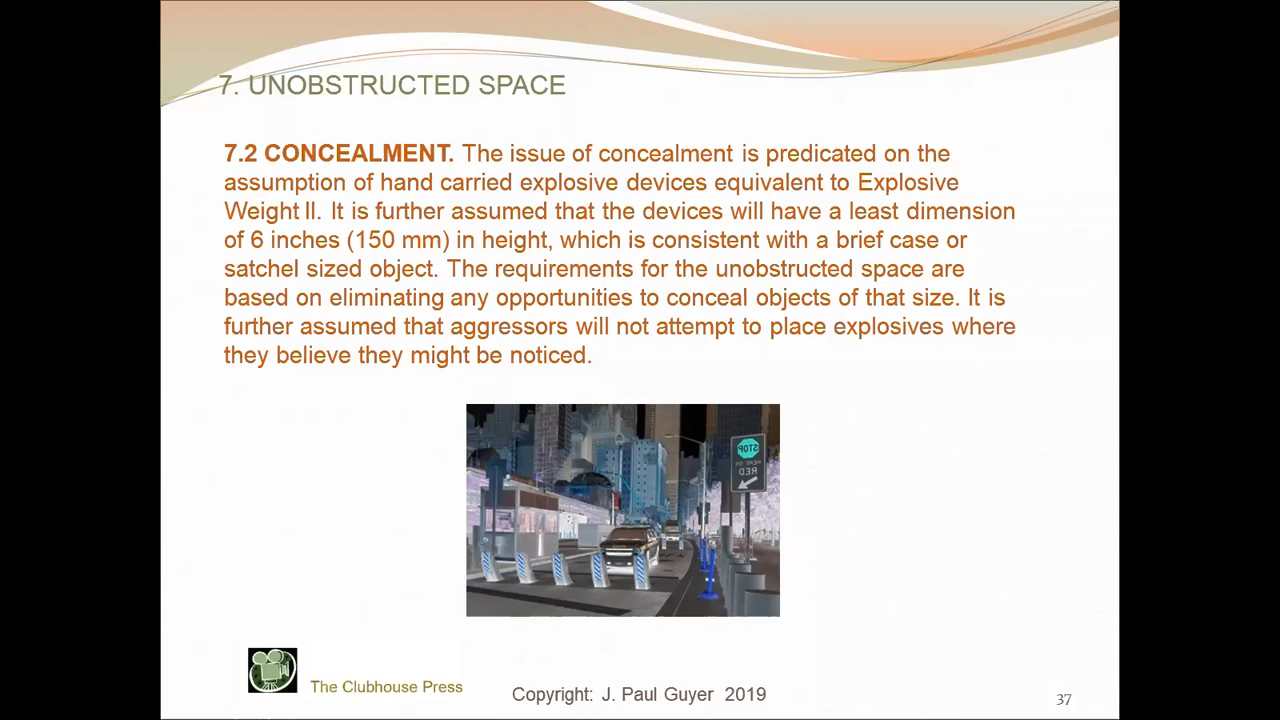 7. UNOBSTRUCTED SPACE
7.2 CONCEALMENT. The issue of concealment is predicated on the
assumption of hand carried explosive devices equivalent to Explosive
Weight II. It is further assumed that the devices will have a least dimension
of 6 inches (150 mm) in height, which is consistent with a brief case or
satchel sized object. The requirements for the unobstructed space are
based on eliminating any opportunities to conceal objects of that size. It is
further assumed that aggressors will not attempt to place explosives where
they believe they might be noticed.
STOP
HERE ON
RED
The Clubhouse Press
Copyright: J. Paul Guyer 2019
37